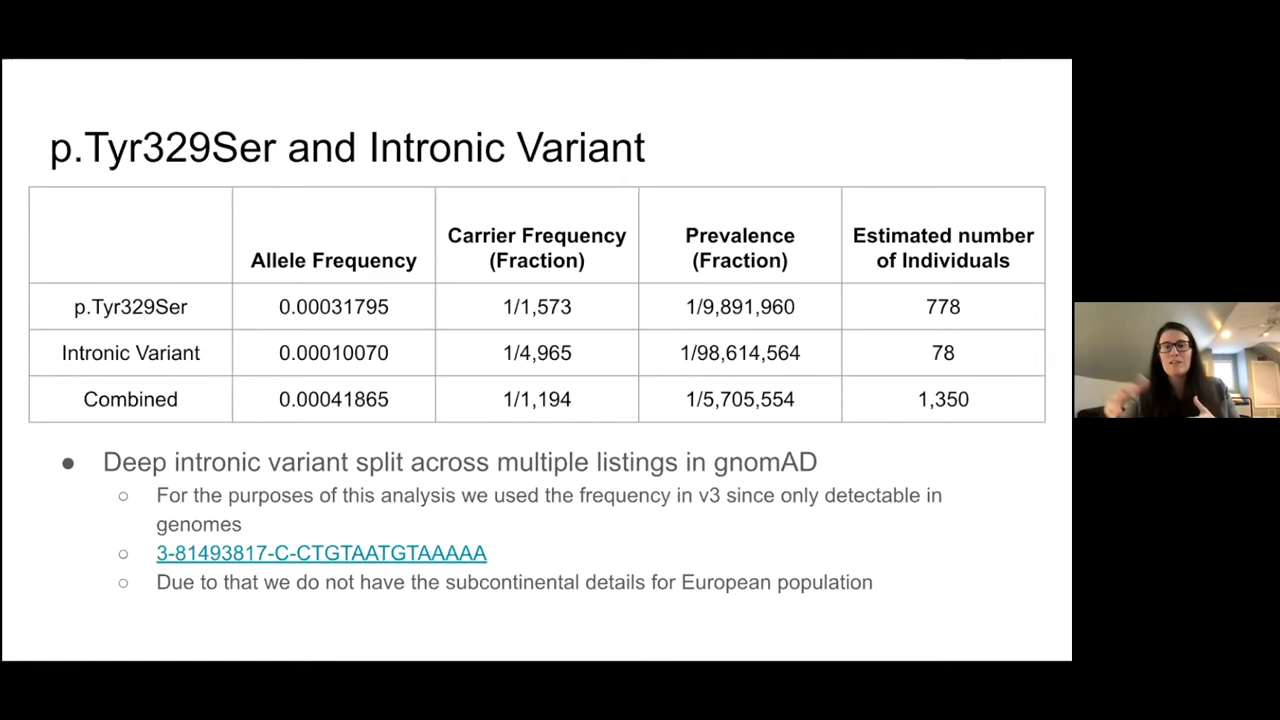 p.Tyr329Ser and Intronic Variant
Allele Frequency
Carrier Frequency
(Fraction)
Prevalence
(Fraction)
Estimated number
of Individuals
p.Tyr329Ser 0.00031795 1/1,573 1/9,891,960 778
Intronic Variant 0.00010070 1/4,965 1/98,614,564 78
Combined 0.00041865 1/1,194 1/5,705,554 1,350
● Deep intronic variant split across multiple listings in gnomAD
○ For the purposes of this analysis we used the frequency in v3 since only detectable in
genomes
○ 3-81493817-C-CTGTAATGTAAAAA
○ Due to that we do not have the subcontinental details for European population